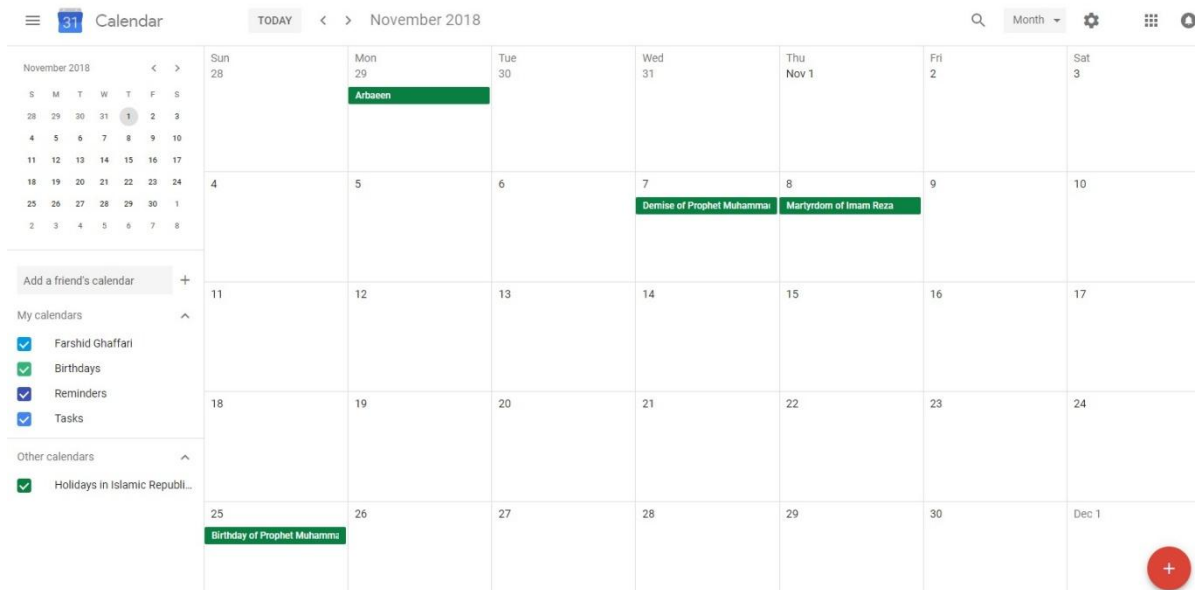 31 Calendar TODAY < > November 2018 Month
November 2018 < >
S M T W T F S
28 29 30 31 1 2 3
4 5 6 7 8 9 10
11 12 13 14 15 16 17
18 19 20 21 22 23 24
25 26 27 28 29 30 1
2 3 4 5 6 7 8
Add a friend's calendar +
My calendars
Farshid Ghaffari
Birthdays
Reminders
Tasks
Other calendars
Holidays in Islamic Republi...
Sun Mon Tue Wed Thu Fri Sat
28 29 30 31 Nov 1 2 3
Arbaeen
4 5 6 7 8 9 10
Demise of Prophet Muhamma Martyrdom of Imam Reza
11 12 13 14 15 16 17
18 19 20 21 22 23 24
25 26 27 28 29 30 Dec 1
Birthday of Prophet Muhamma
+